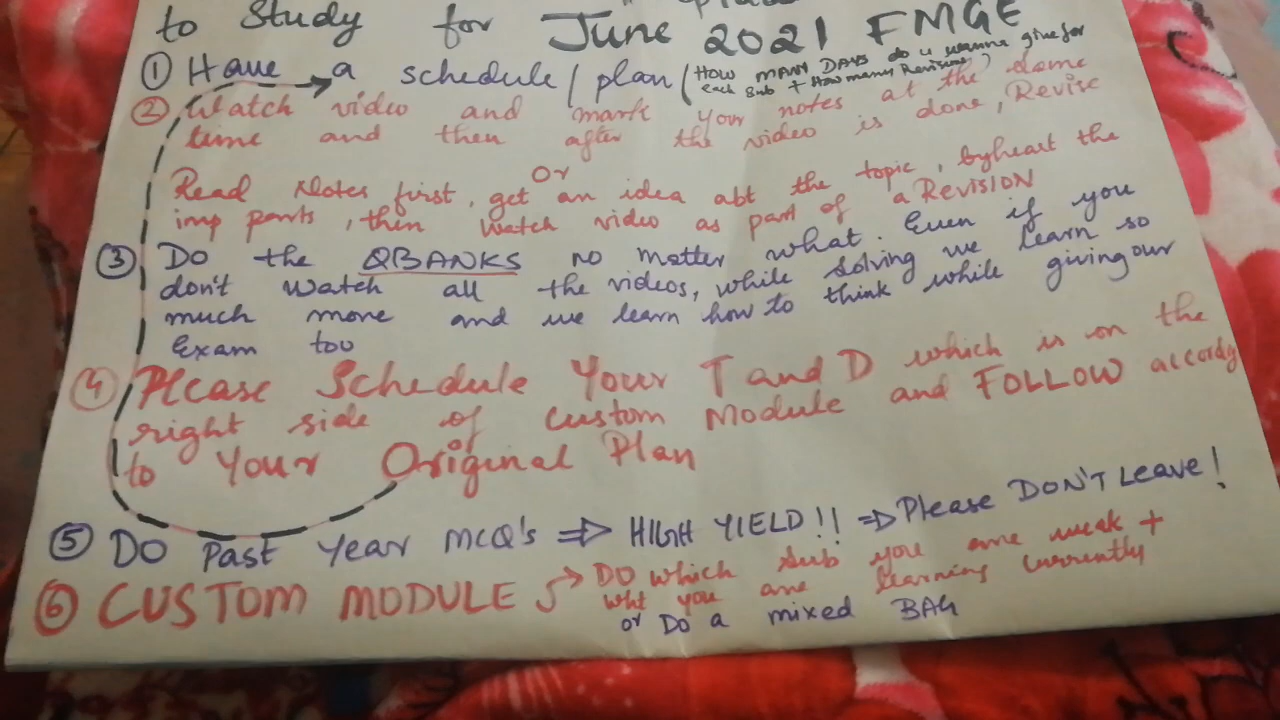 to Study for June 2021 FMGE
① Have a schedule / plan (HOW MANY DAYS do u wanna give for
each sub + How many Revisions)
② Watch video and mark your notes at the same
time and then after the video is done, Revise
Or
Read Notes first, get an idea abt the topic, byheart the
imp parts, then watch video as part of a REVISION
③ Do the QBANKS no matter what. Even if you
don't watch all the videos, while solving we learn so
much more and we learn how to think while giving our
Exam too
④ Please Schedule Your T and D which is on the
right side of custom Module and FOLLOW accordg
to Your Original Plan
⑤ DO Past Year MCQ's ⇒ HIGH YIELD!! ⇒ Please DON'T Leave!
⑥ CUSTOM MODULE → DO which sub you are weak +
wht you are learning currently
or Do a mixed BAG